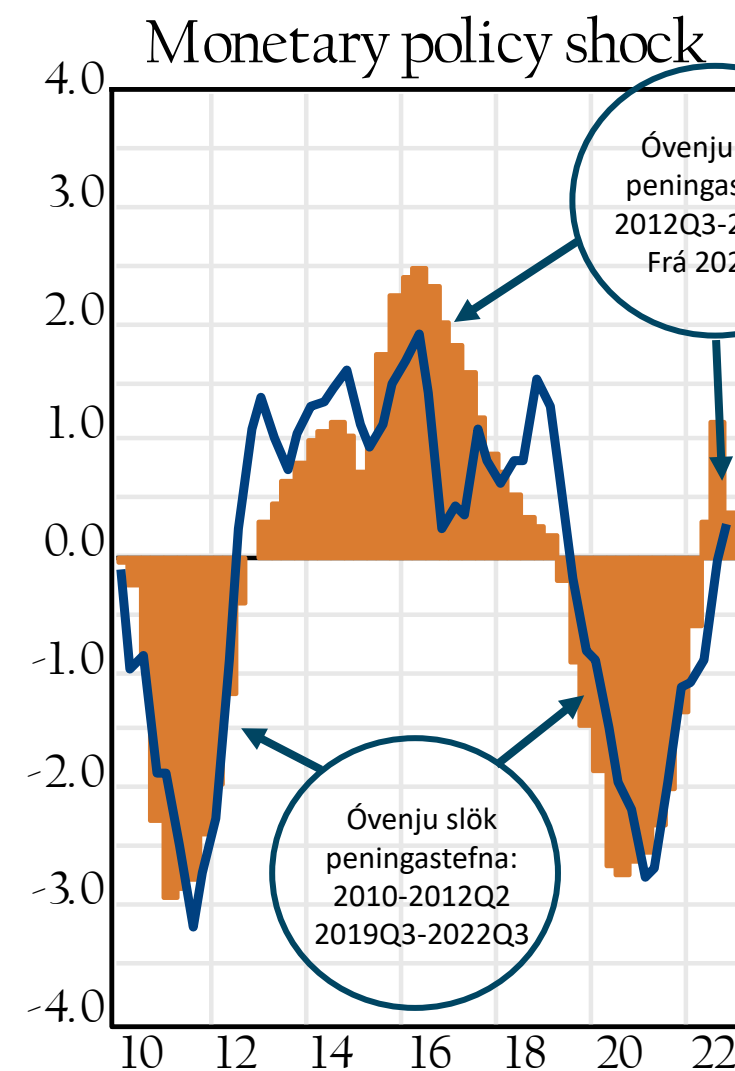 Monetary policy shock
4.0
3.0
2.0
1.0
0.0
-1.0
-2.0
-3.0
-4.0
Óvenju
2012Q3-2
Frá 202
Óvenju slök
peningastefna:
2010-2012Q2
2019Q3-2022Q3
10 12 14 16 18 20 22